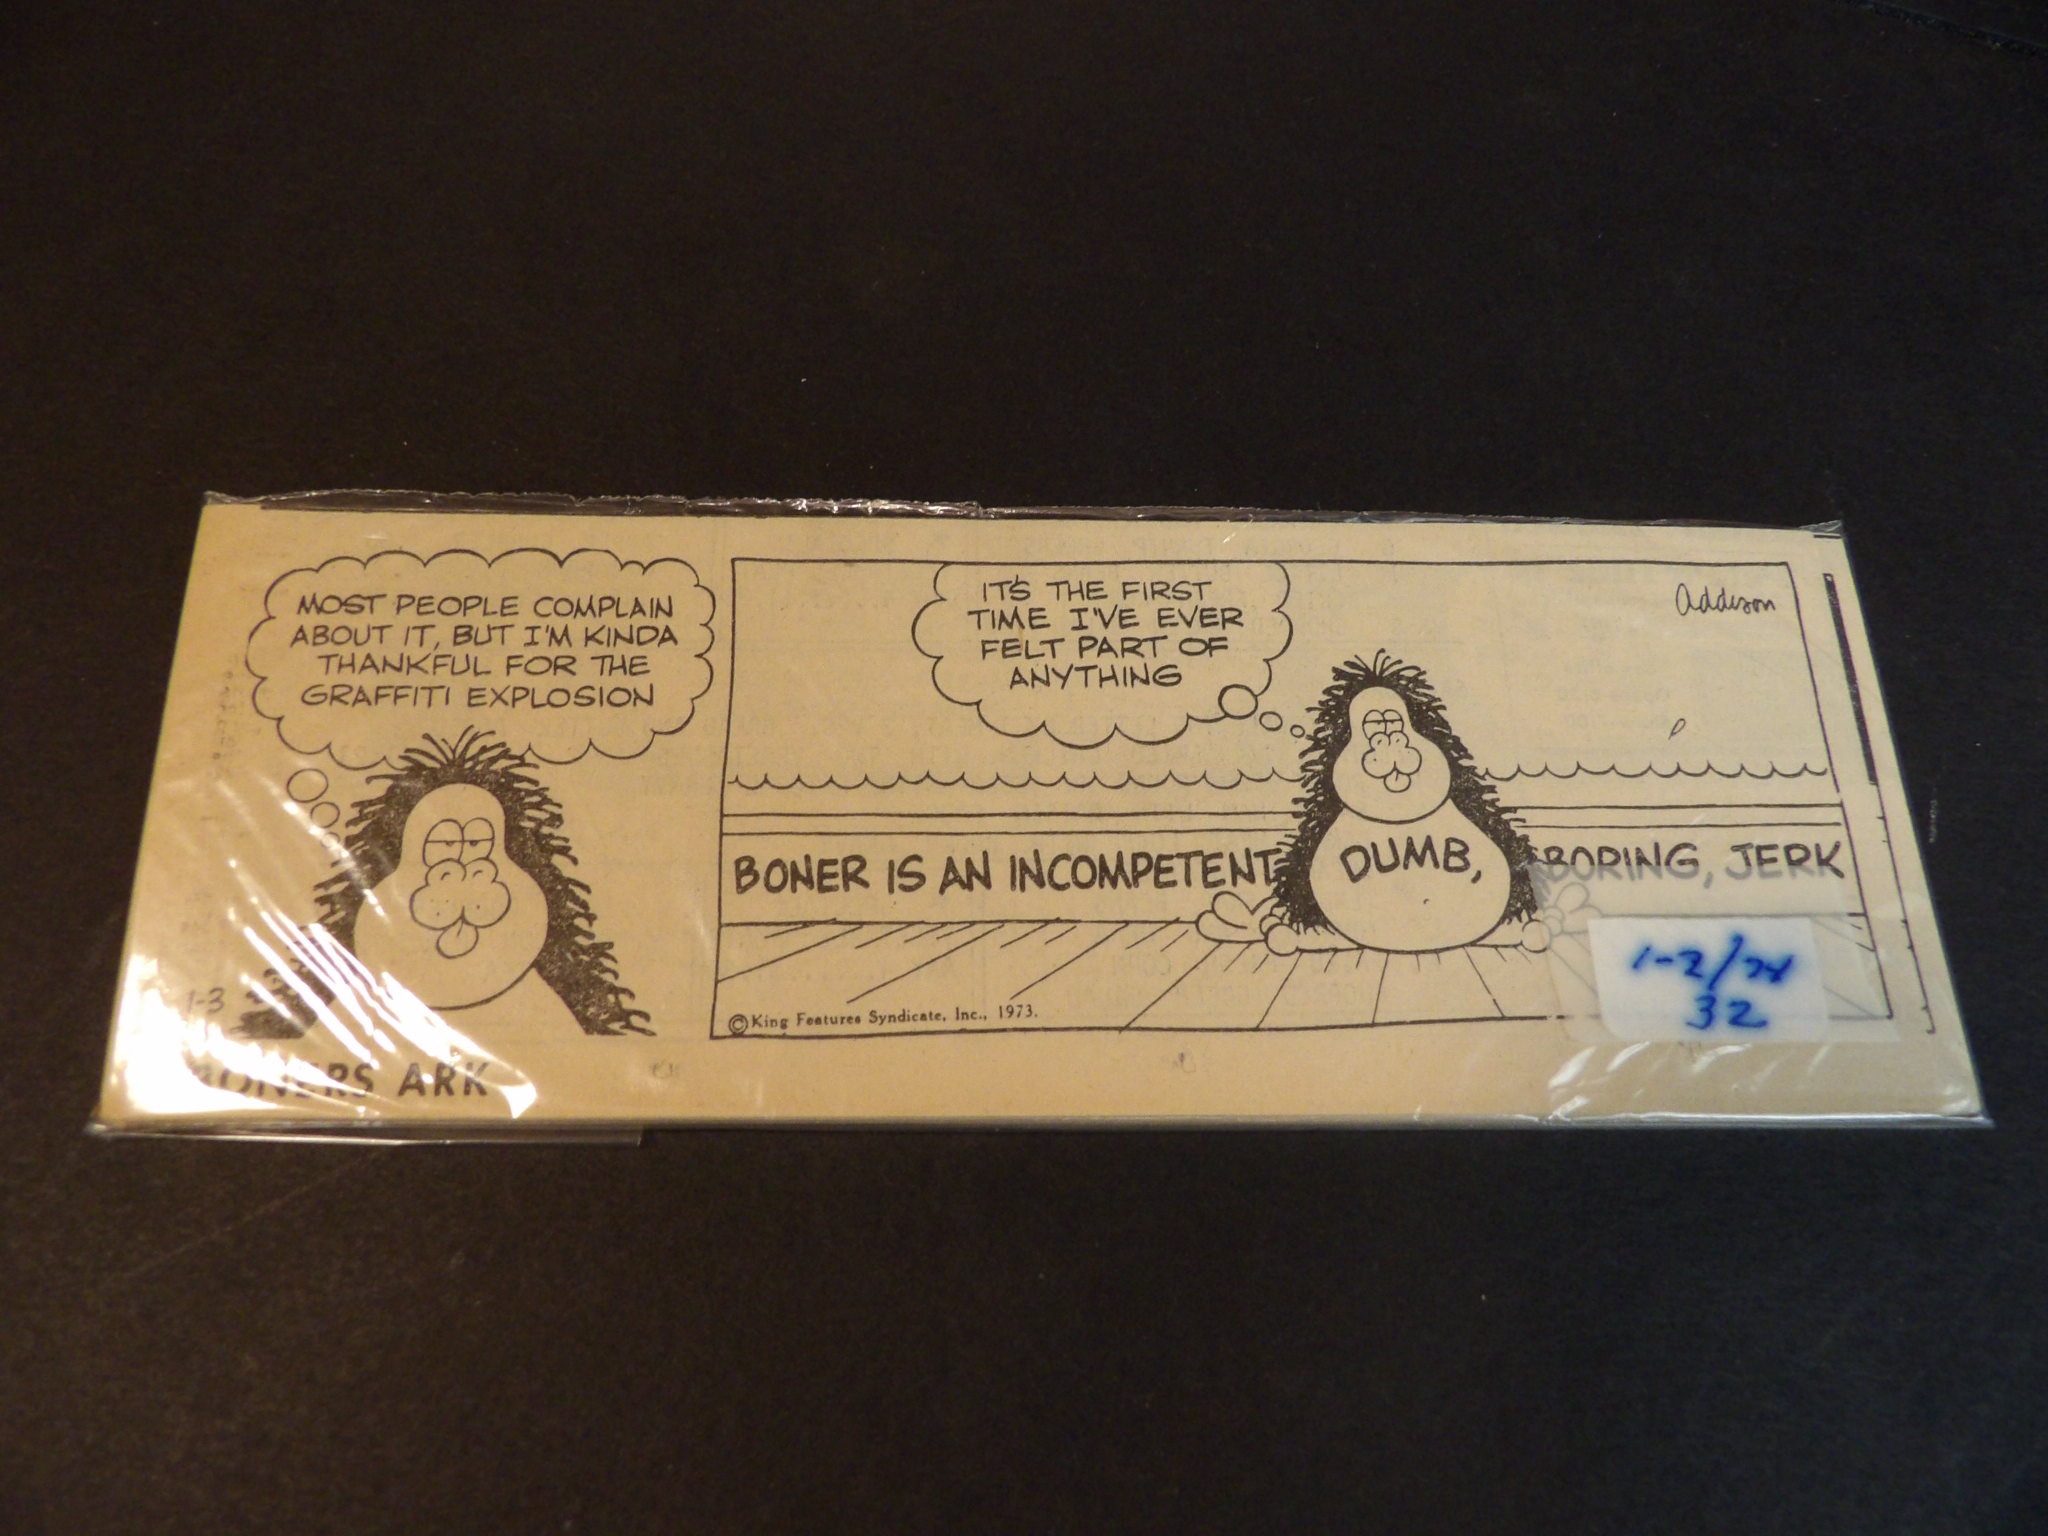 MOST PEOPLE COMPLAIN
ABOUT IT, BUT I'M KINDA
THANKFUL FOR THE
GRAFFITI EXPLOSION
1-3
BONERS ARK
IT'S THE FIRST
TIME I'VE EVER
FELT PART OF
ANYTHING
Addison
BONER IS AN INCOMPETENT DUMB, BORING, JERK
©King Features Syndicate, Inc., 1973.
1-2/74
32